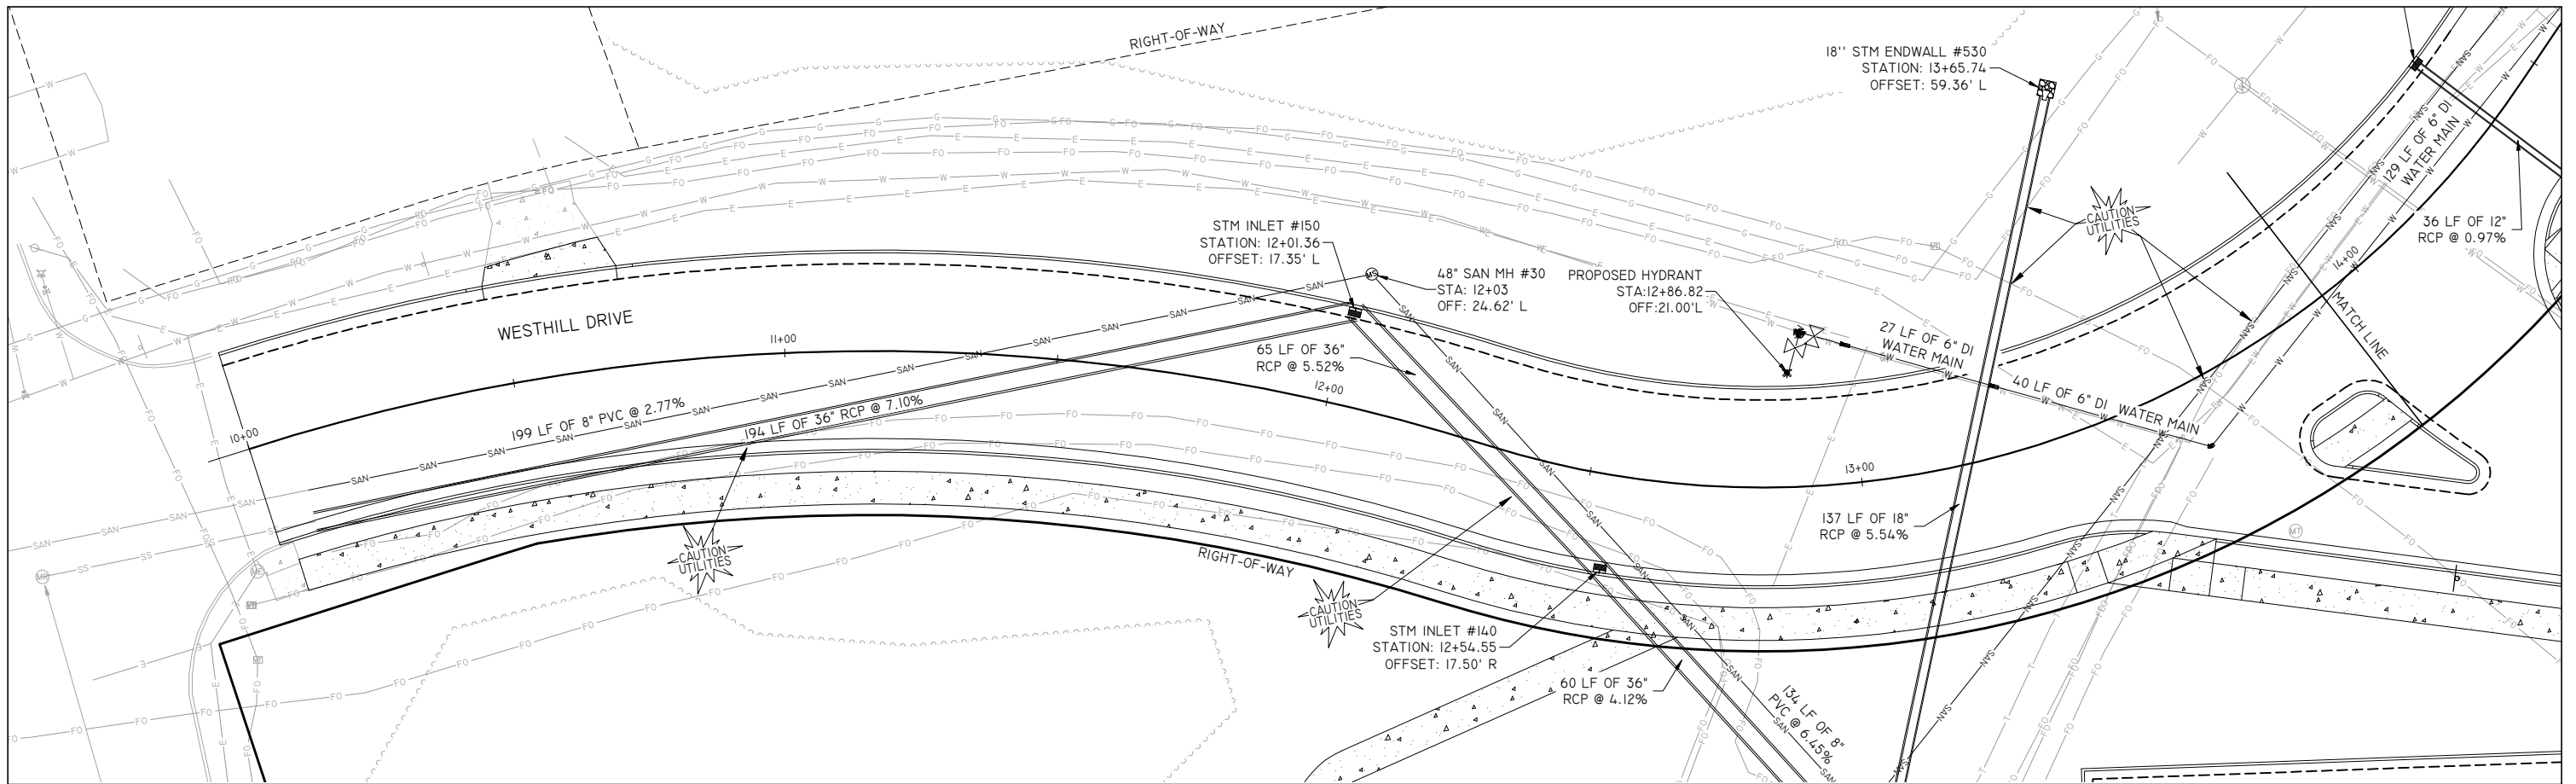 RIGHT-OF-WAY
18'' STM ENDWALL #530
STATION: 13+65.74
OFFSET: 59.36' L
129 LF OF 6" DI
WATER MAIN
36 LF OF 12"
RCP @ 0.97%
CAUTION
UTILITIES
STM INLET #150
STATION: 12+01.36
OFFSET: 17.35' L
48" SAN MH #30
STA: 12+03
OFF: 24.62' L
PROPOSED HYDRANT
STA:12+86.82
OFF:21.00'L
14+00
MATCH LINE
WESTHILL DRIVE
11+00
27 LF OF 6" DI
WATER MAIN
65 LF OF 36"
RCP @ 5.52%
12+00
40 LF OF 6" DI WATER MAIN
10+00
199 LF OF 8" PVC @ 2.77%
194 LF OF 36" RCP @ 7.10%
13+00
137 LF OF 18"
RCP @ 5.54%
CAUTION
UTILITIES
RIGHT-OF-WAY
CAUTION
UTILITIES
STM INLET #140
STATION: 12+54.55
OFFSET: 17.50' R
60 LF OF 36"
RCP @ 4.12%
134 LF OF 8"
PVC @ 6.45%